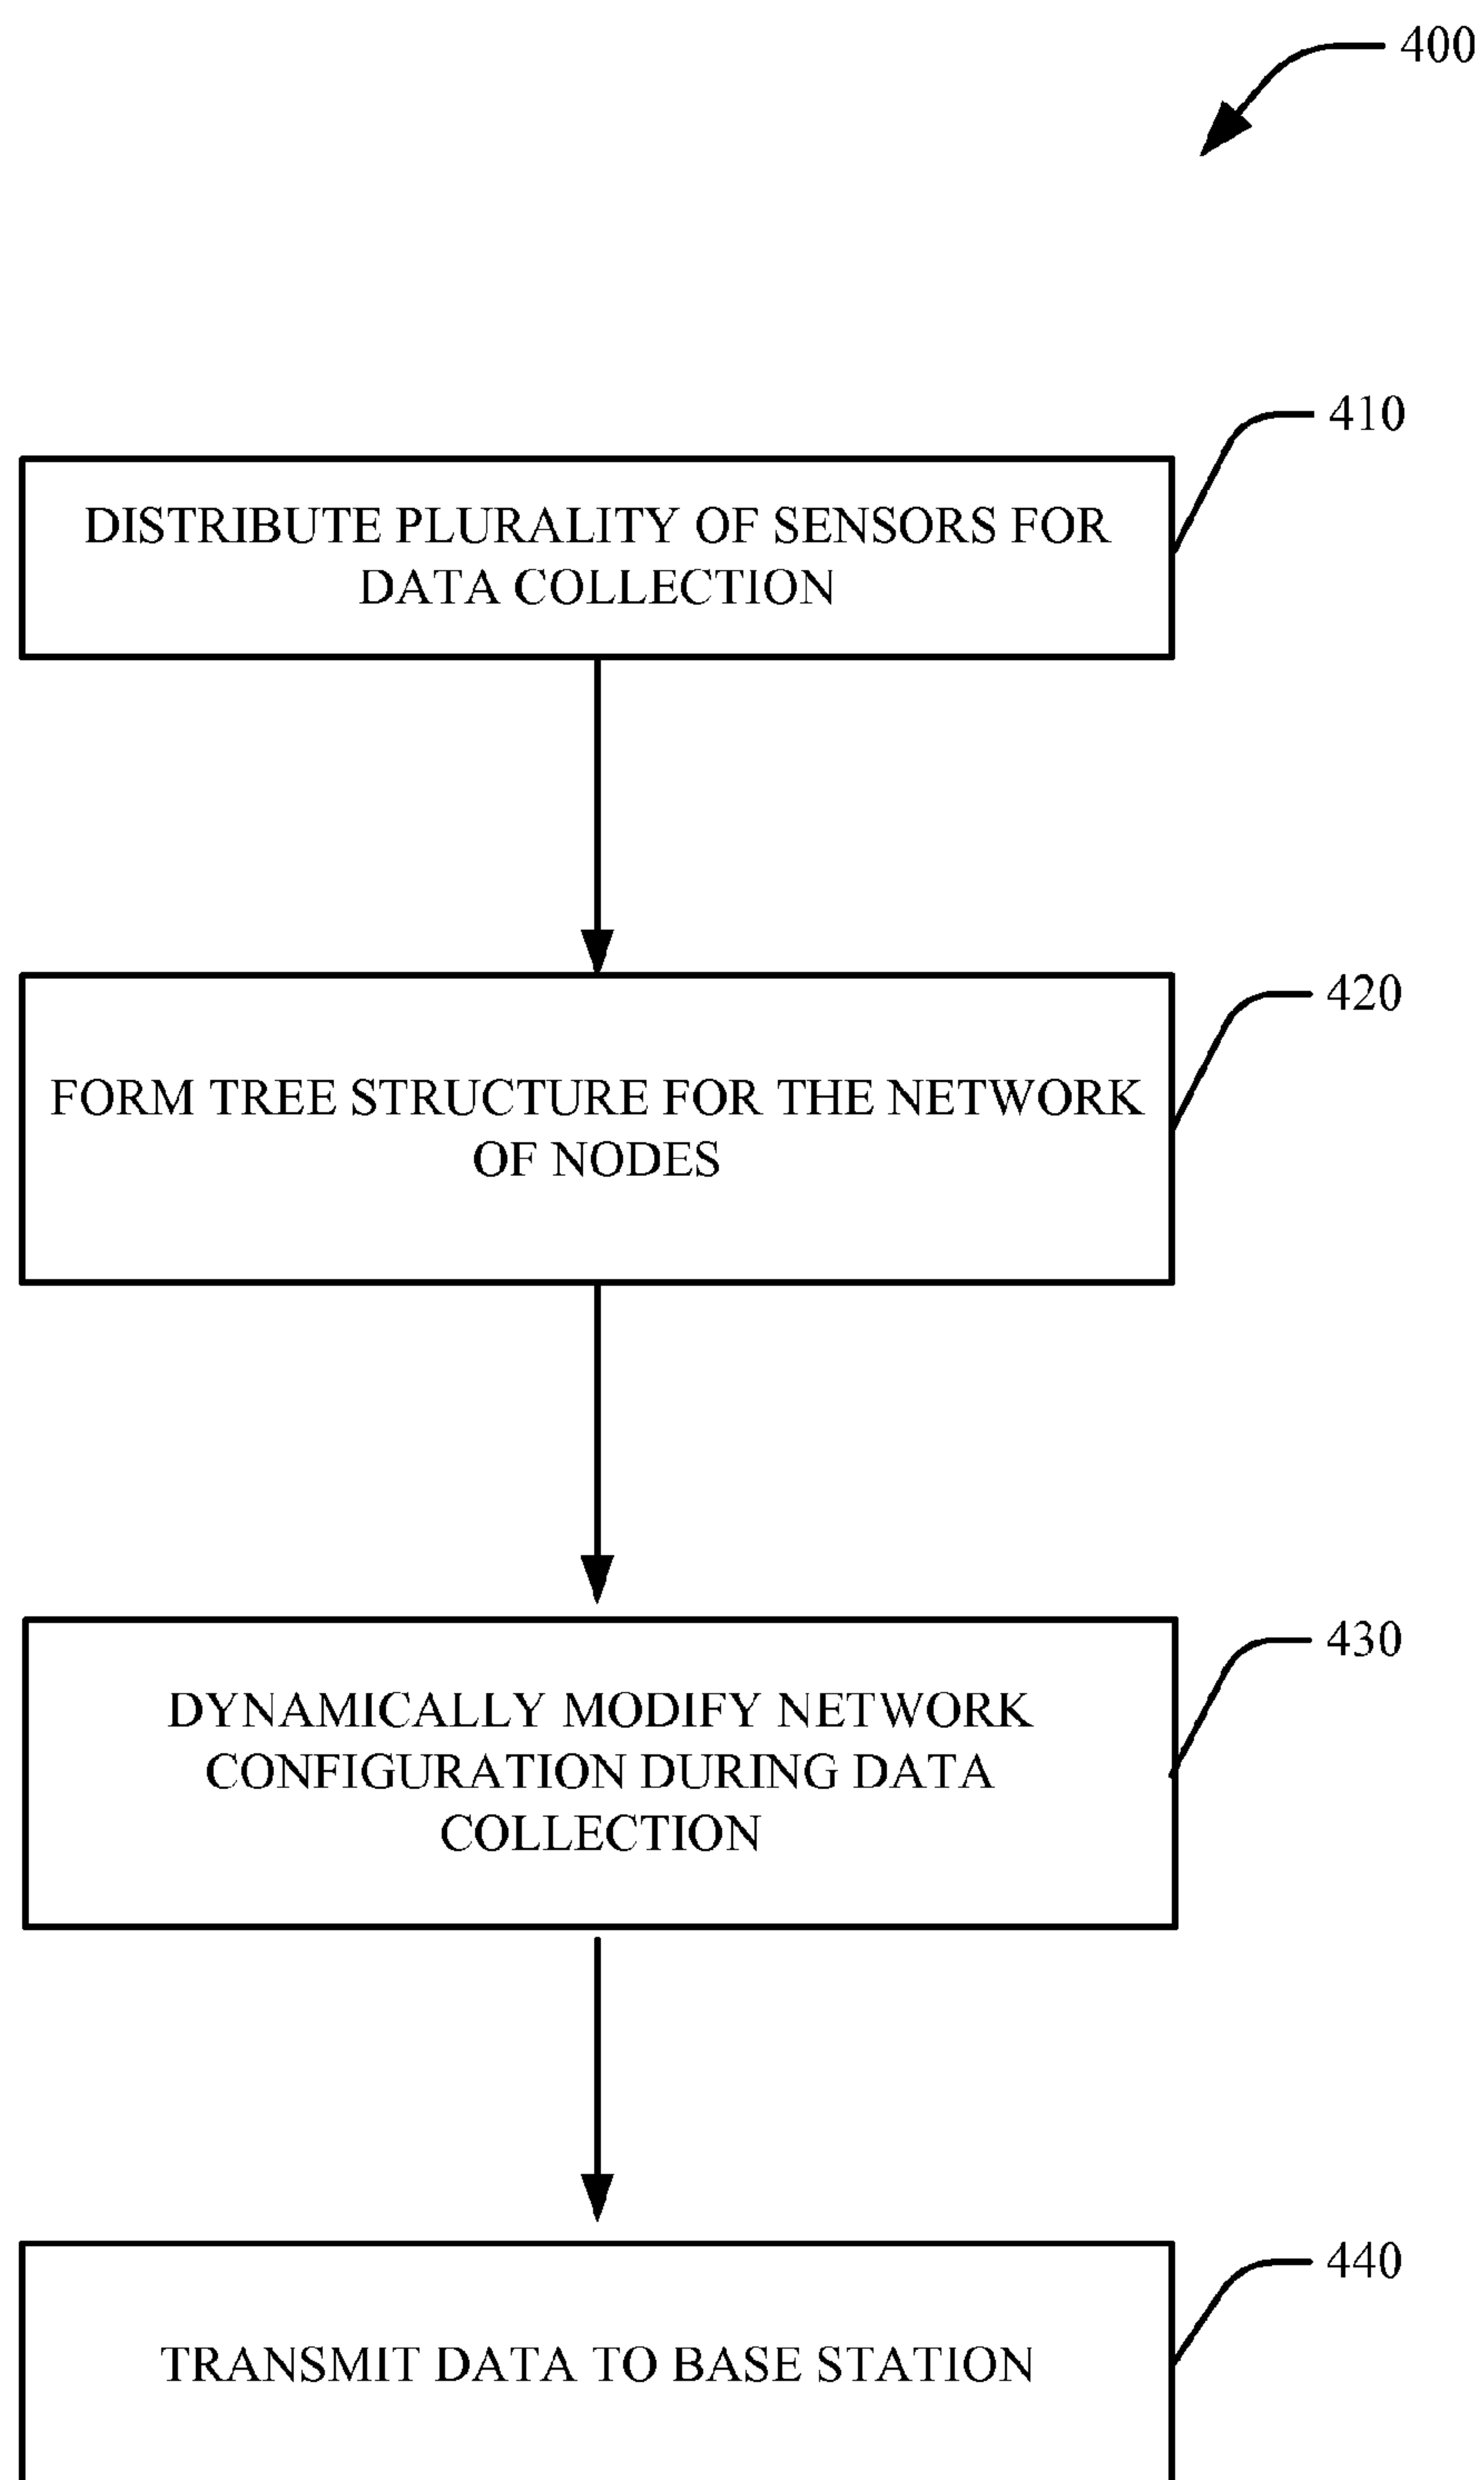 400
410
DISTRIBUTE PLURALITY OF SENSORS FOR
DATA COLLECTION
420
FORM TREE STRUCTURE FOR THE NETWORK
OF NODES
430
DYNAMICALLY MODIFY NETWORK
CONFIGURATION DURING DATA
COLLECTION
440
TRANSMIT DATA TO BASE STATION